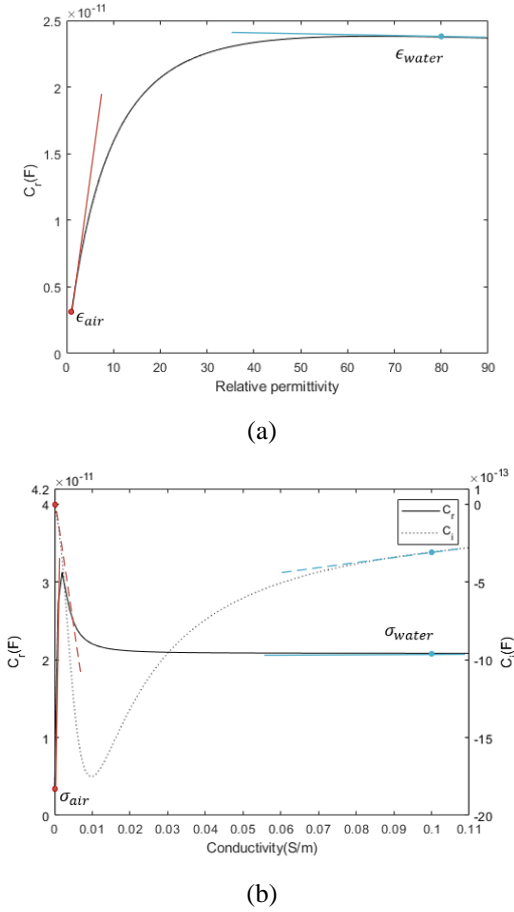 ×10⁻¹¹
2.5
2
1.5
1
0.5
0
C_r(F)
ϵ_water
ϵ_air
0 10 20 30 40 50 60 70 80 90
Relative permittivity
(a)
×10⁻¹¹
×10⁻¹³
4.2
4
3
2
1
0
C_r(F)
C_r
C_i
σ_water
σ_air
0
-5
-10
-15
-20
C_i(F)
0 0.01 0.02 0.03 0.04 0.05 0.06 0.07 0.08 0.09 0.1 0.11
Conductivity(S/m)
(b)